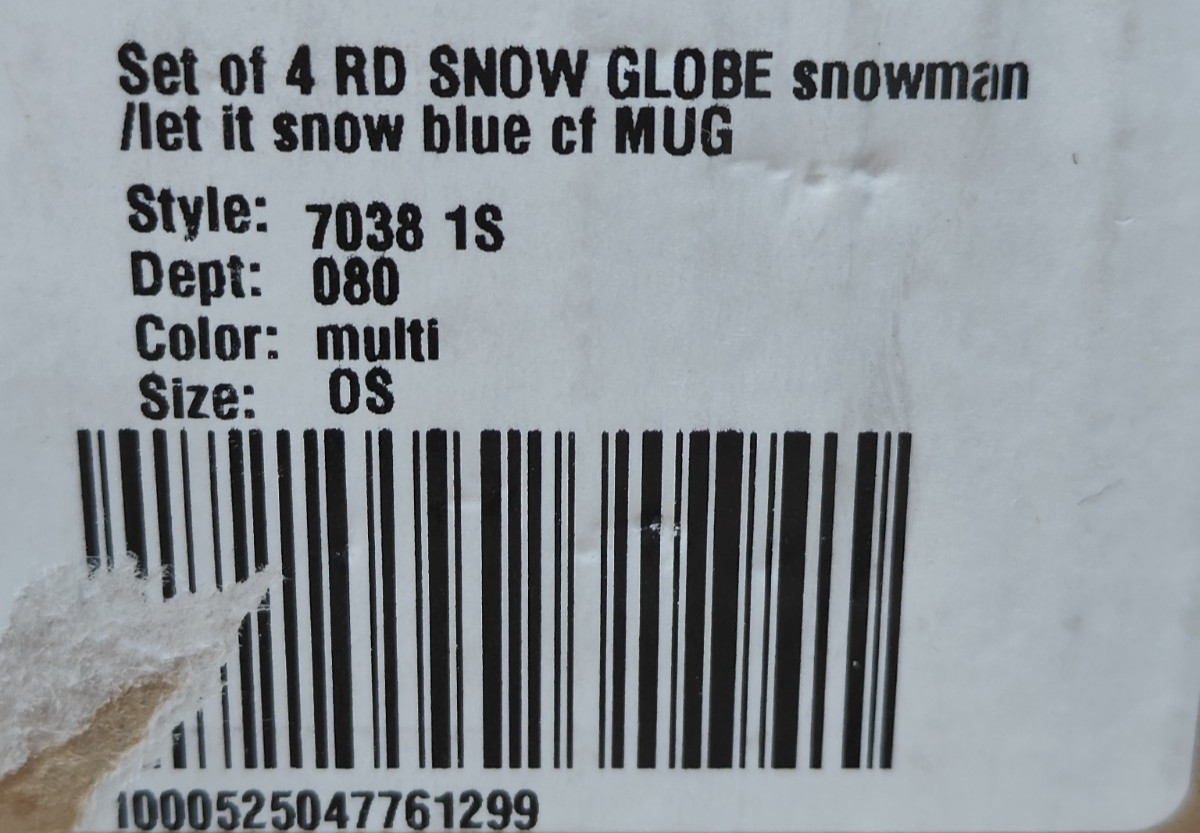 Set of 4 RD SNOW GLOBE snowman
/let it snow blue cf MUG
Style: 7038 1S
Dept: 080
Color: multi
Size: OS
1000525047761299